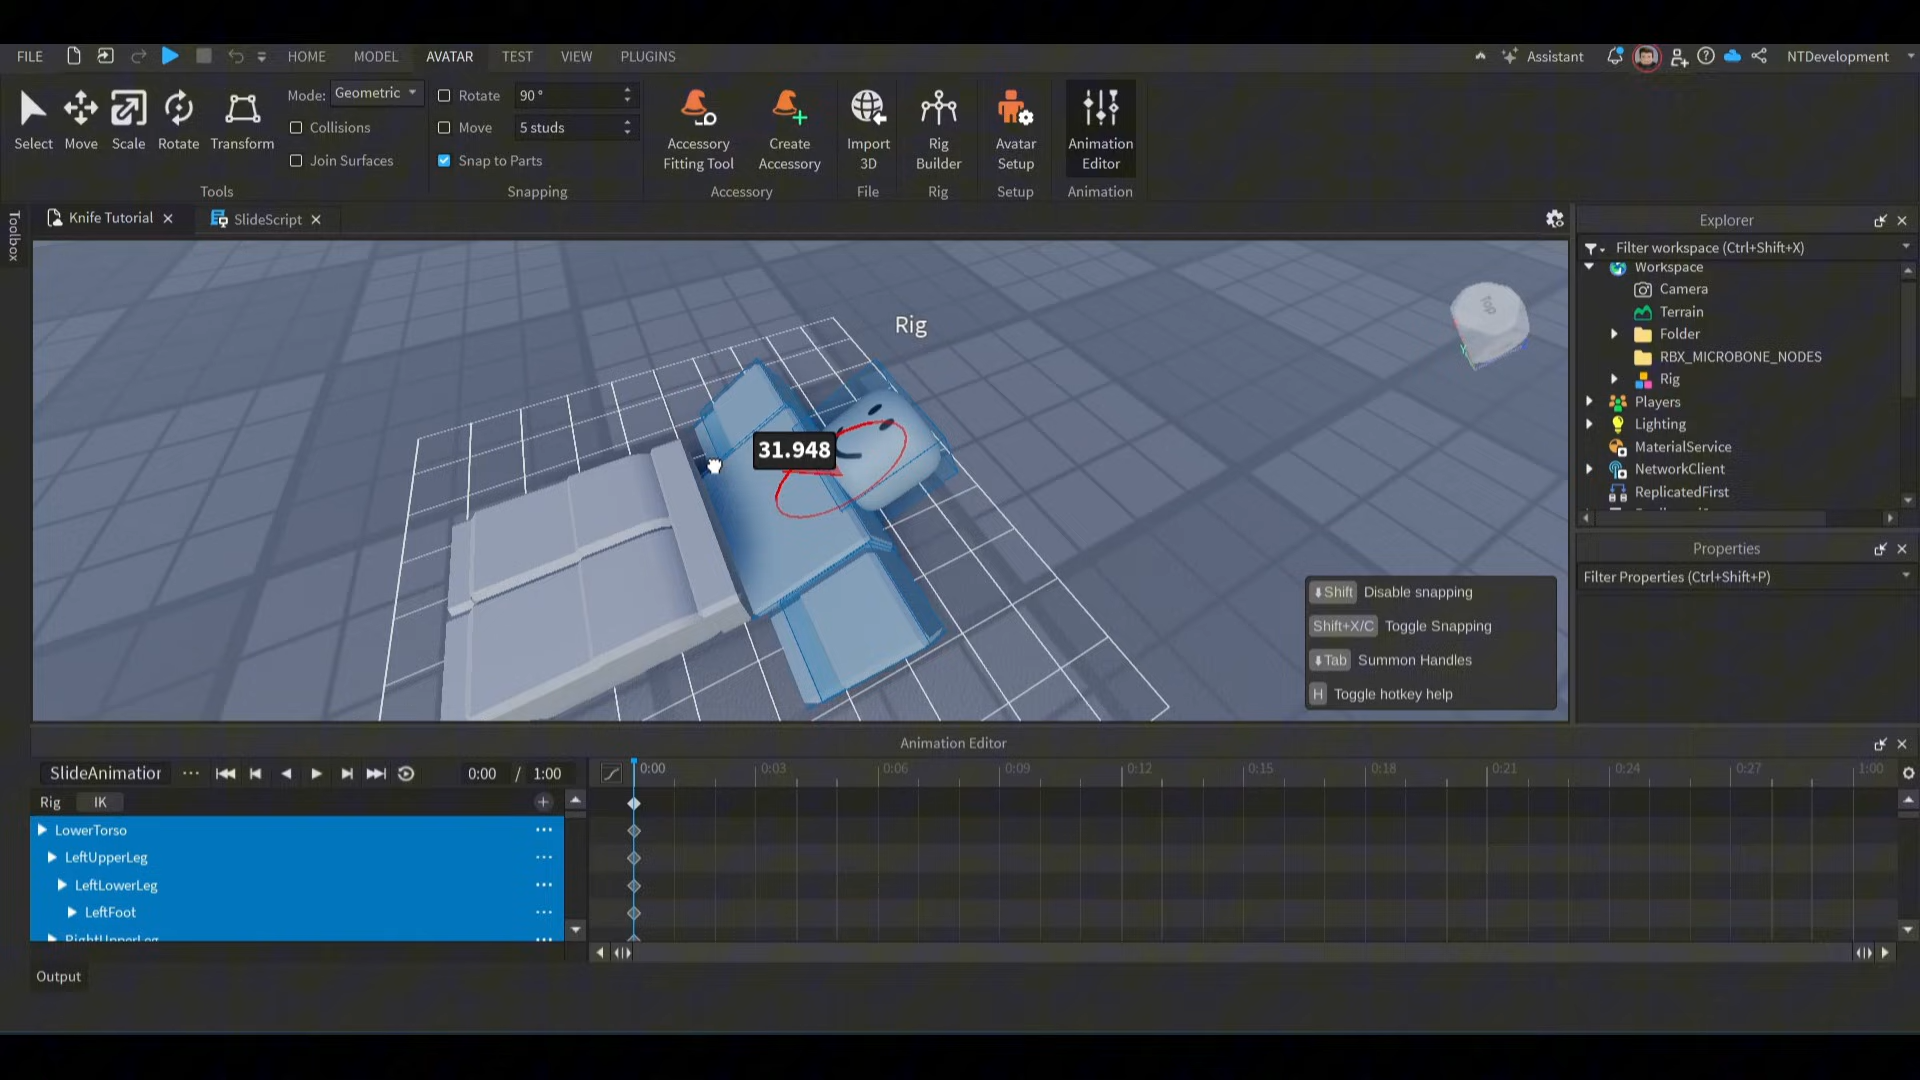 FILE HOME MODEL AVATAR TEST VIEW PLUGINS Assistant NTDevelopment
Mode: Geometric Rotate 90 °
Collisions Move 5 studs
Select Move Scale Rotate Transform Accessory Fitting Tool Create Accessory Import 3D Rig Builder Avatar Setup Animation Editor
Join Surfaces Snap to Parts
Tools Snapping Accessory File Rig Setup Animation
Toolbox
Knife Tutorial SlideScript
Explorer
Filter workspace (Ctrl+Shift+X)
Workspace
Camera
Terrain
Folder
RBX_MICROBONE_NODES
Rig
Players
Lighting
MaterialService
NetworkClient
ReplicatedFirst
Properties
Filter Properties (Ctrl+Shift+P)
Rig
Top
Y
31.948
Shift Disable snapping
Shift+X/C Toggle Snapping
Tab Summon Handles
H Toggle hotkey help
Animation Editor
SlideAnimation 0:00 / 1:00
0:00 0:03 0:06 0:09 0:12 0:15 0:18 0:21 0:24 0:27 1:00
Rig IK
LowerTorso
LeftUpperLeg
LeftLowerLeg
LeftFoot
RightUpperLeg
Output